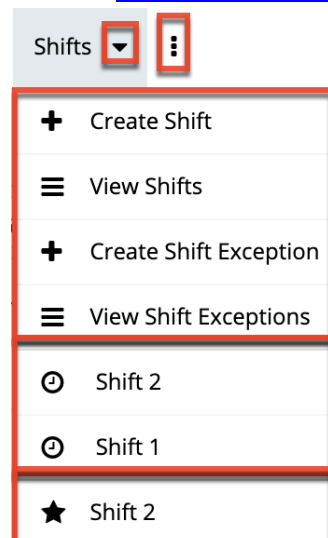 Shifts
Create Shift
View Shifts
Create Shift Exception
View Shift Exceptions
Shift 2
Shift 1
Shift 2